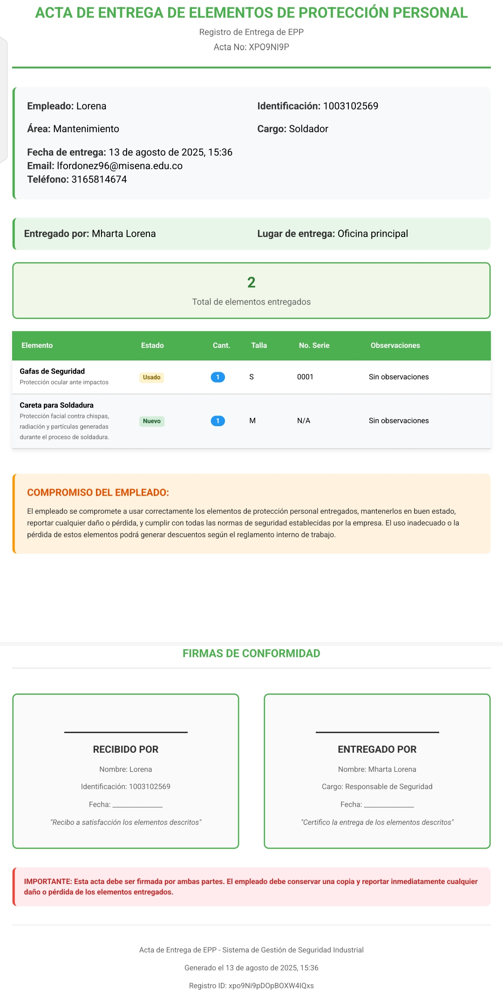 ACTA DE ENTREGA DE ELEMENTOS DE PROTECCIÓN PERSONAL
Registro de Entrega de EPP
Acta No: XPO9NI9P
Empleado: Lorena
Identificación: 1003102569
Área: Mantenimiento
Cargo: Soldador
Fecha de entrega: 13 de agosto de 2025, 15:36
Email: lfordonez96@misena.edu.co
Teléfono: 3165814674
Entregado por: Mharta Lorena
Lugar de entrega: Oficina principal
2
Total de elementos entregados
Elemento Estado Cant. Talla No. Serie Observaciones
Gafas de Seguridad
Protección ocular ante impactos
Usado 1 S 0001 Sin observaciones
Careta para Soldadura
Protección facial contra chispas,
radiación y partículas generadas
durante el proceso de soldadura.
Nuevo 1 M N/A Sin observaciones
COMPROMISO DEL EMPLEADO:
El empleado se compromete a usar correctamente los elementos de protección personal entregados, mantenerlos en buen estado,
reportar cualquier daño o pérdida, y cumplir con todas las normas de seguridad establecidas por la empresa. El uso inadecuado o la
pérdida de estos elementos podrá generar descuentos según el reglamento interno de trabajo.
FIRMAS DE CONFORMIDAD
RECIBIDO POR
Nombre: Lorena
Identificación: 1003102569
Fecha: _____________
"Recibo a satisfacción los elementos descritos"
ENTREGADO POR
Nombre: Mharta Lorena
Cargo: Responsable de Seguridad
Fecha: _____________
"Certifico la entrega de los elementos descritos"
IMPORTANTE: Esta acta debe ser firmada por ambas partes. El empleado debe conservar una copia y reportar inmediatamente cualquier
daño o pérdida de los elementos entregados.
Acta de Entrega de EPP - Sistema de Gestión de Seguridad Industrial
Generado el 13 de agosto de 2025, 15:36
Registro ID: xpo9Ni9pDOpBOXW4lQxs